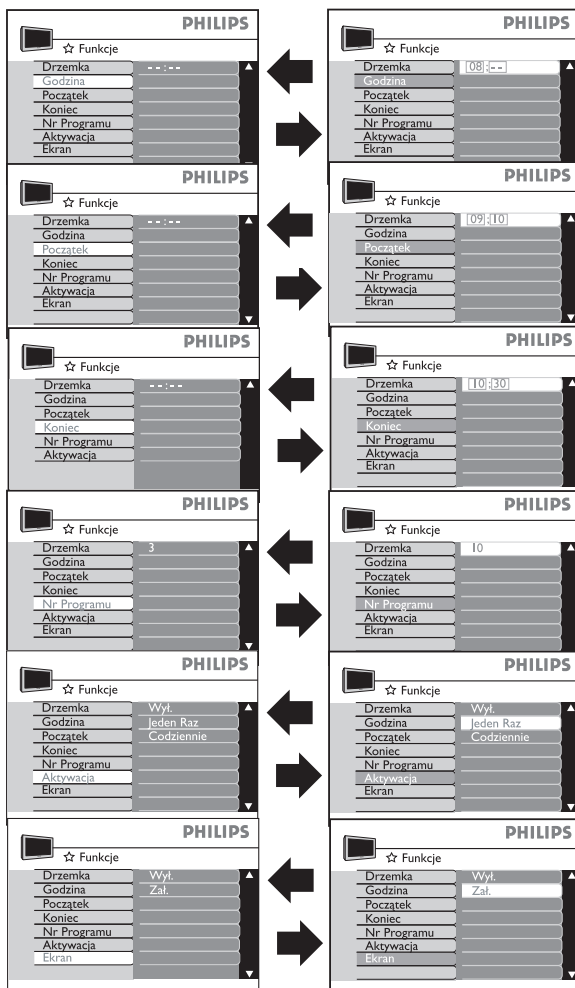 PHILIPS
☆ Funkcje
Drzemka --:--
Godzina
Początek
Koniec
Nr Programu
Aktywacja
Ekran
PHILIPS
☆ Funkcje
Drzemka 08:--
Godzina
Początek
Koniec
Nr Programu
Aktywacja
Ekran
PHILIPS
☆ Funkcje
Drzemka --:--
Godzina
Początek
Koniec
Nr Programu
Aktywacja
Ekran
PHILIPS
☆ Funkcje
Drzemka 09:10
Godzina
Początek
Koniec
Nr Programu
Aktywacja
Ekran
PHILIPS
☆ Funkcje
Drzemka --:--
Godzina
Początek
Koniec
Nr Programu
Aktywacja
PHILIPS
☆ Funkcje
Drzemka 10:30
Godzina
Początek
Koniec
Nr Programu
Aktywacja
Ekran
PHILIPS
☆ Funkcje
Drzemka 3
Godzina
Początek
Koniec
Nr Programu
Aktywacja
Ekran
PHILIPS
☆ Funkcje
Drzemka 10
Godzina
Początek
Koniec
Nr Programu
Aktywacja
Ekran
PHILIPS
☆ Funkcje
Drzemka Wył.
Godzina Jeden Raz
Początek Codziennie
Koniec
Nr Programu
Aktywacja
Ekran
PHILIPS
☆ Funkcje
Drzemka Wył.
Godzina Jeden Raz
Początek Codziennie
Koniec
Nr Programu
Aktywacja
Ekran
PHILIPS
☆ Funkcje
Drzemka Wył.
Godzina Zał.
Początek
Koniec
Nr Programu
Aktywacja
Ekran
PHILIPS
☆ Funkcje
Drzemka Wył.
Godzina Zał.
Początek
Koniec
Nr Programu
Aktywacja
Ekran